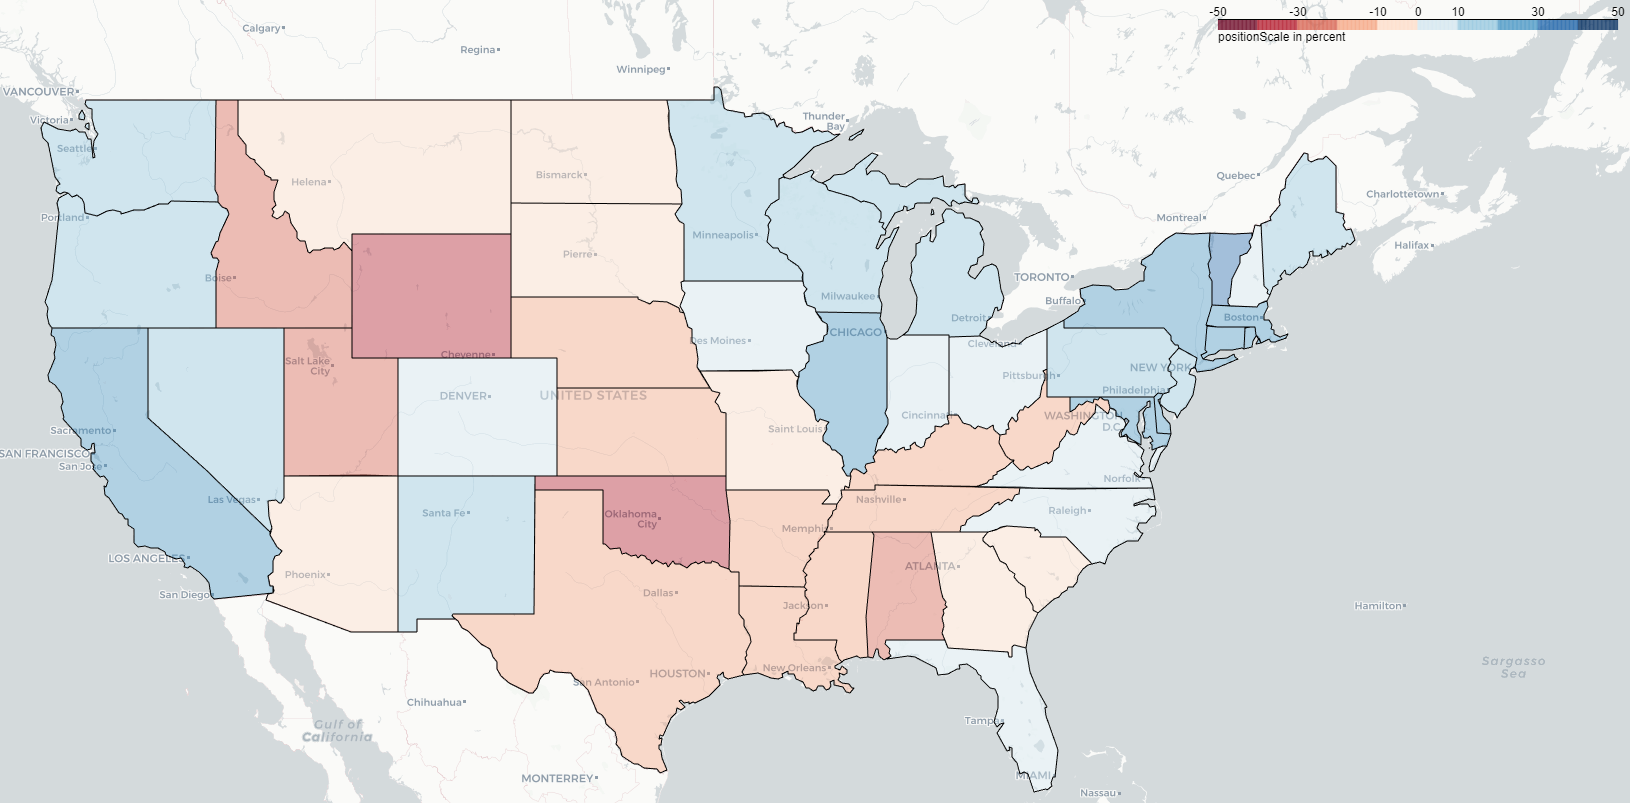 -50 -30 -10 0 10 30 50
positionScale in percent
Calgary
Regina
Winnipeg
VANCOUVER
Victoria
Seattle
Thunder
Bay
Helena
Bismarck
Quebec
Charlottetown
Portland
Montreal
Minneapolis
Pierre
Halifax
Boise
TORONTO
Milwaukee
Buffalo
Detroit
Boston
CHICAGO
Des Moines
Cleveland
Cheyenne
Salt Lake
City
Pittsburgh
NEW YORK
DENVER
UNITED STATES
Philadelphia
Cincinnati
WASHINGTON
D.C.
Sacramento
Saint Louis
SAN FRANCISCO
San Jose
Norfolk
Las Vegas
Nashville
Santa Fe
Oklahoma
City
Raleigh
Memphis
LOS ANGELES
Phoenix
ATLANTA
San Diego
Dallas
Jackson
Hamilton
New Orleans
HOUSTON
San Antonio
Sargasso
Sea
Chihuahua
Tampa
Gulf of
California
MONTERREY
MIAMI
Nassau